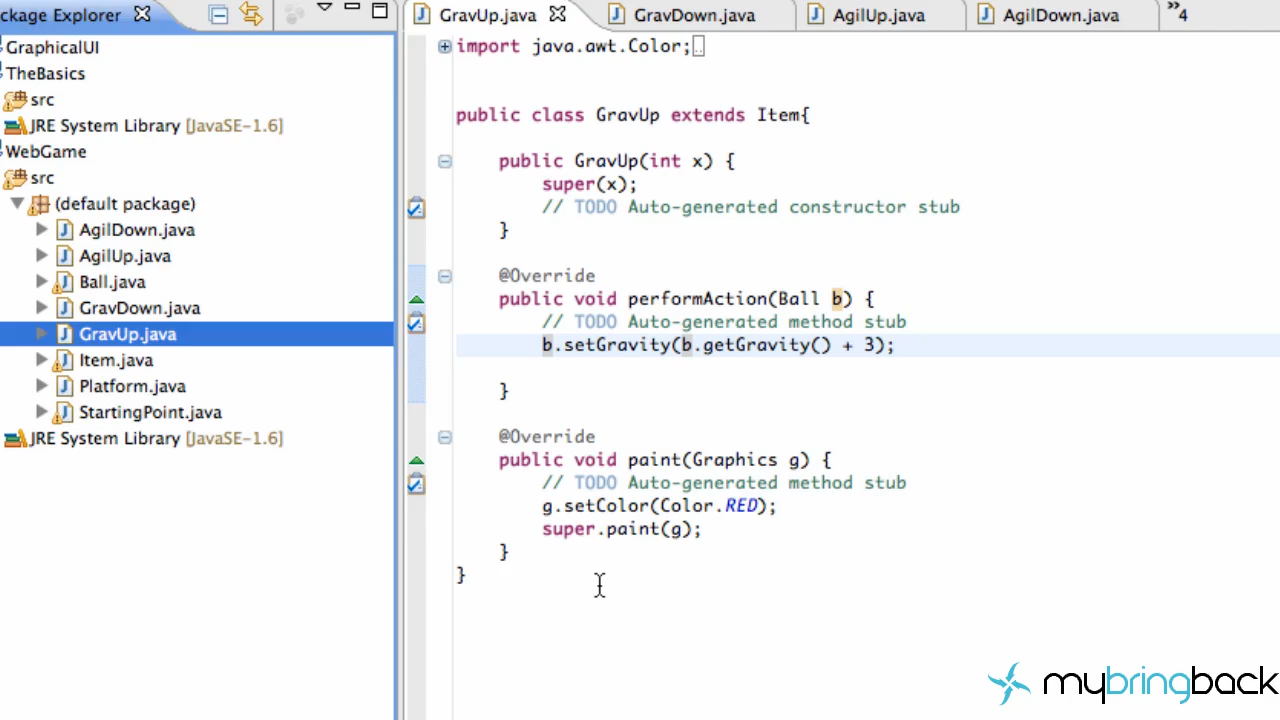 ckage Explorer
GraphicalUI
TheBasics
src
JRE System Library [JavaSE-1.6]
WebGame
src
(default package)
AgilDown.java
AgilUp.java
Ball.java
GravDown.java
GravUp.java
Item.java
Platform.java
StartingPoint.java
JRE System Library [JavaSE-1.6]
GravUp.java GravDown.java AgilUp.java AgilDown.java »4
import java.awt.Color;
public class GravUp extends Item{
public GravUp(int x) {
super(x);
// TODO Auto-generated constructor stub
}
@Override
public void performAction(Ball b) {
// TODO Auto-generated method stub
b.setGravity(b.getGravity() + 3);
}
@Override
public void paint(Graphics g) {
// TODO Auto-generated method stub
g.setColor(Color.RED);
super.paint(g);
}
}
mybringback